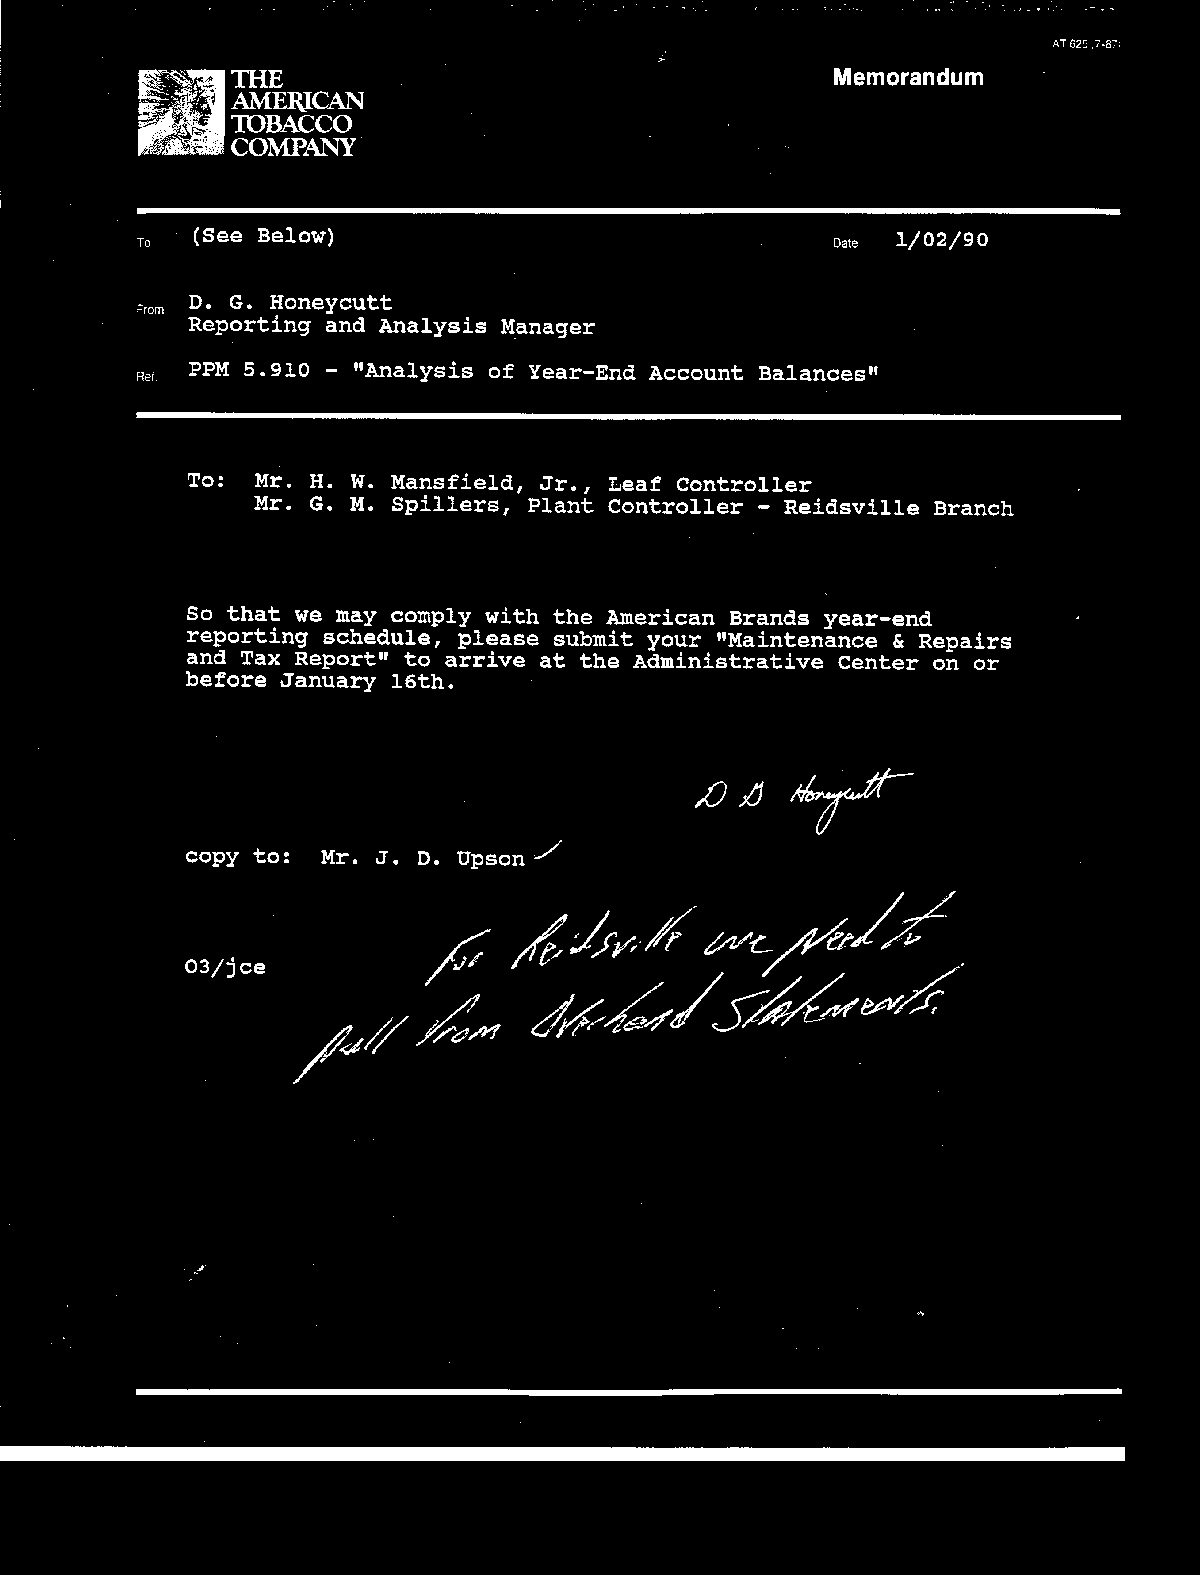 AT 625 (7-87)
THE
AMERICAN
TOBACCO
COMPANY
Memorandum
To (See Below)
Date 1/02/90
From D. G. Honeycutt
Reporting and Analysis Manager
Ref. PPM 5.910 - "Analysis of Year-End Account Balances"
To: Mr. H. W. Mansfield, Jr., Leaf Controller
Mr. G. M. Spillers, Plant Controller - Reidsville Branch
So that we may comply with the American Brands year-end
reporting schedule, please submit your "Maintenance & Repairs
and Tax Report" to arrive at the Administrative Center on or
before January 16th.
D G Honeycutt
copy to: Mr. J. D. Upson ✓
For Reidsville we need to
03/jce
pull from Overhead Statements.